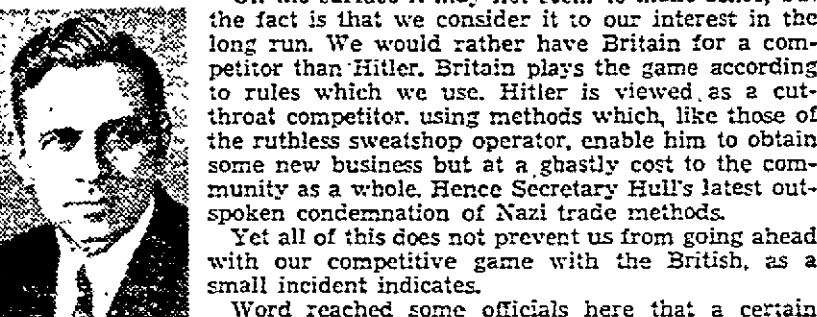 the fact is that we consider it to our interest in the
long run. We would rather have Britain for a com-
petitor than Hitler. Britain plays the game according
to rules which we use. Hitler is viewed as a cut-
throat competitor. using methods which, like those of
the ruthless sweatshop operator, enable him to obtain
some new business but at a ghastly cost to the com-
munity as a whole. Hence Secretary Hull's latest out-
spoken condemnation of Nazi trade methods.
Yet all of this does not prevent us from going ahead
with our competitive game with the British, as a
small incident indicates.
Word reached some officials here that a certain